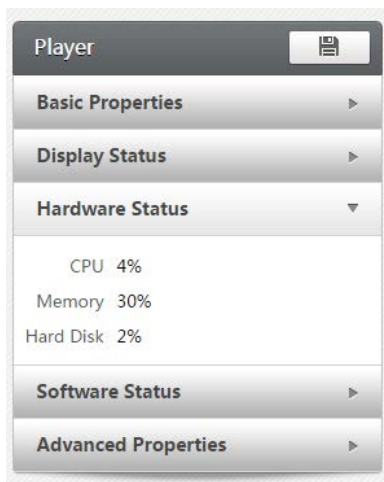 Player
Basic Properties
Display Status
Hardware Status
CPU 4%
Memory 30%
Hard Disk 2%
Software Status
Advanced Properties